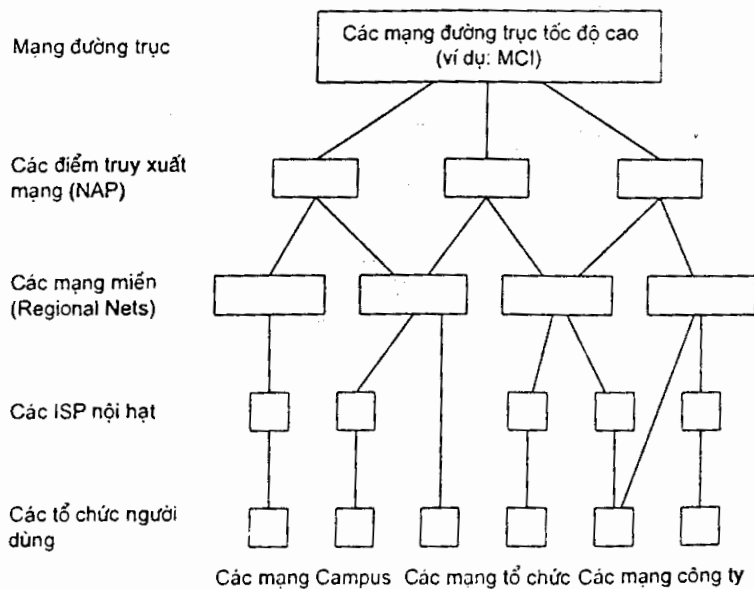 Mạng đường trục
Các mạng đường trục tốc độ cao
(ví dụ: MCI)
Các điểm truy xuất
mạng (NAP)
Các mạng miền
(Regional Nets)
Các ISP nội hạt
Các tổ chức người
dùng
Các mạng Campus
Các mạng tổ chức
Các mạng công ty